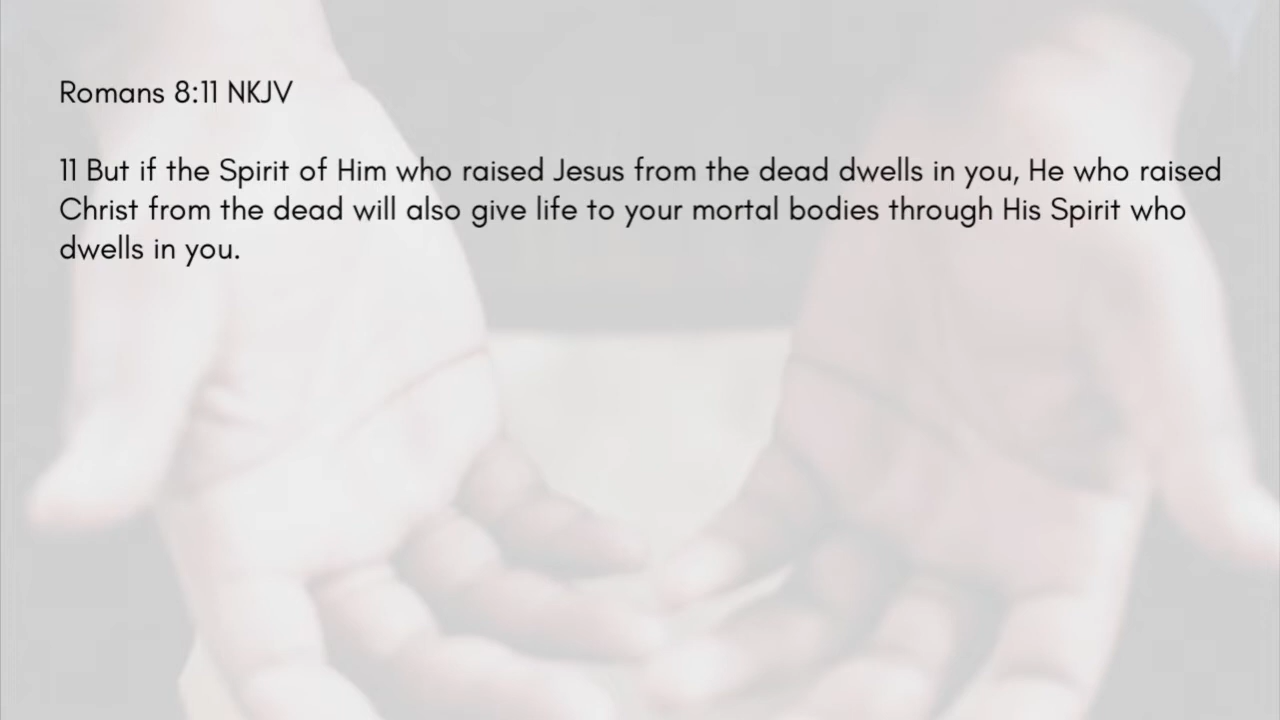 Romans 8:11 NKJV
11 But if the Spirit of Him who raised Jesus from the dead dwells in you, He who raised
Christ from the dead will also give life to your mortal bodies through His Spirit who
dwells in you.